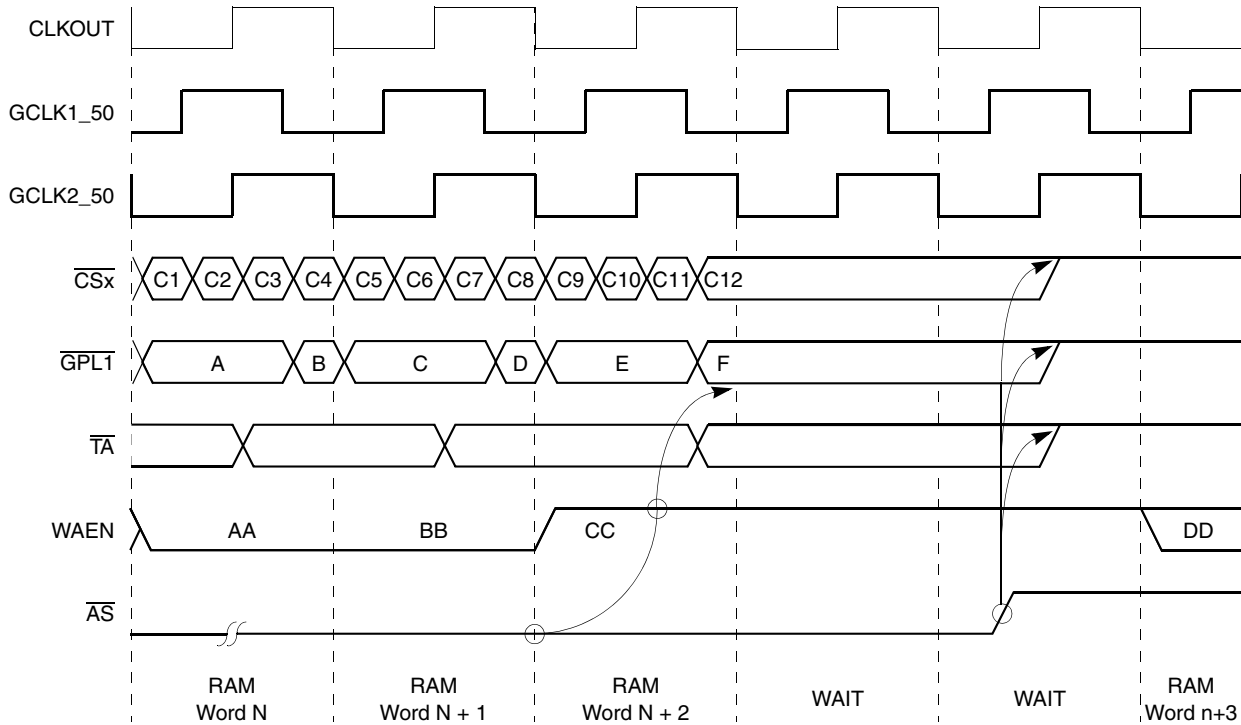 CLKOUT
GCLK1_50
GCLK2_50
CSx C1 C2 C3 C4 C5 C6 C7 C8 C9 C10 C11 C12
GPL1 A B C D E F
TA
WAEN AA BB CC DD
AS
RAM Word N
RAM Word N + 1
RAM Word N + 2
WAIT
WAIT
RAM Word n+3